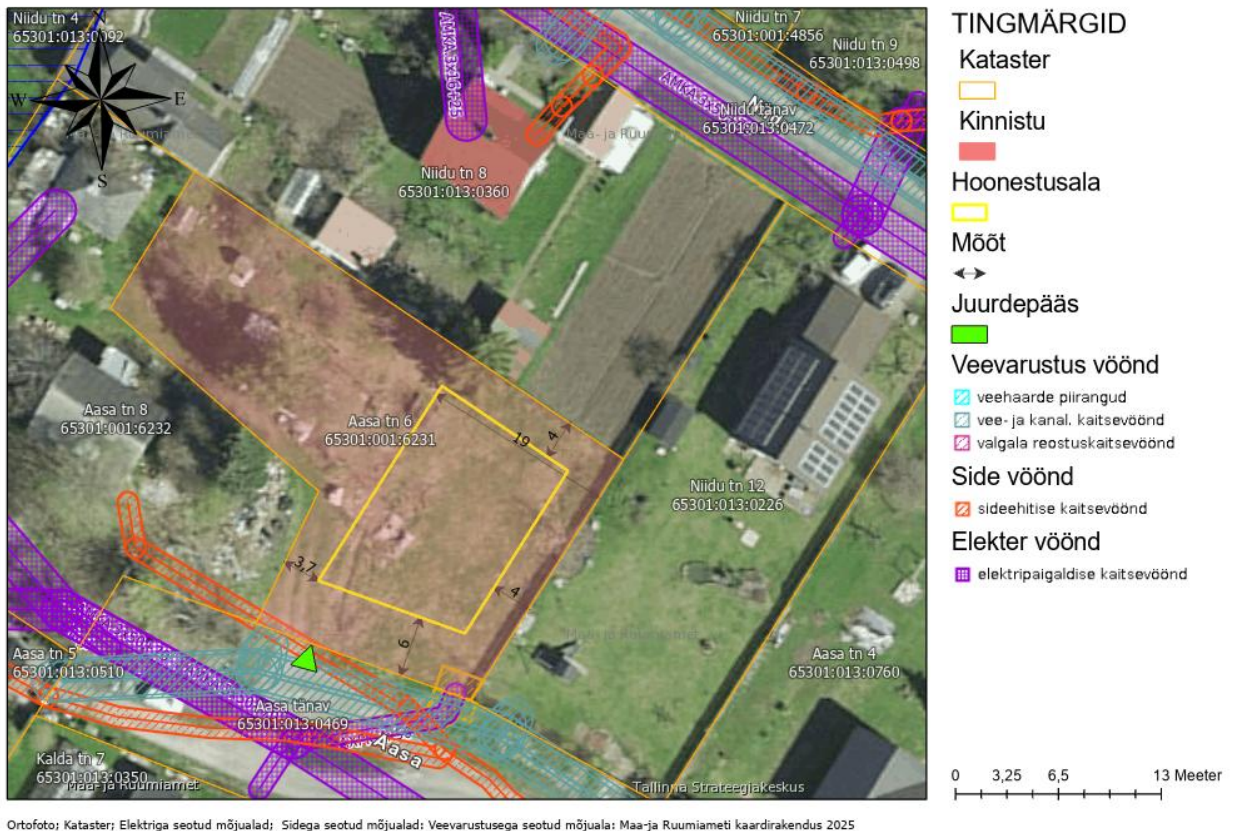 Niidu tn 4
65301:013:0092
N
W
E
S
Niidu tn 7
65301:001:4856
Niidu tn 9
65301:013:0498
Niidu tänav
65301:013:0472
Niidu tn 8
65301:013:0360
Aasa tn 8
65301:001:6232
Aasa tn 6
65301:001:6231
19
4
Niidu tn 12
65301:013:0226
3,7
4
6
Aasa tn 5
65301:013:0510
Aasa tn 4
65301:013:0760
Aasa tänav
65301:013:0469
Aasa
Kalda tn 7
65301:013:0350
Maa- ja Ruumiamet
Tallinna Strateegiakeskus
TINGMÄRGID
Kataster
Kinnistu
Hoonestusala
Mõõt
Juurdepääs
Veevarustus vöönd
veehaarde piirangud
vee- ja kanal. kaitsevöönd
valgala reostuskaitsevöönd
Side vöönd
sideehitise kaitsevöönd
Elekter vöönd
elektripaigaldise kaitsevöönd
0 3,25 6,5 13 Meeter
Ortofoto; Kataster; Elektriga seotud mõjualad; Sidega seotud mõjualad; Veevarustusega seotud mõjuala: Maa-ja Ruumiameti kaardirakendus 2025